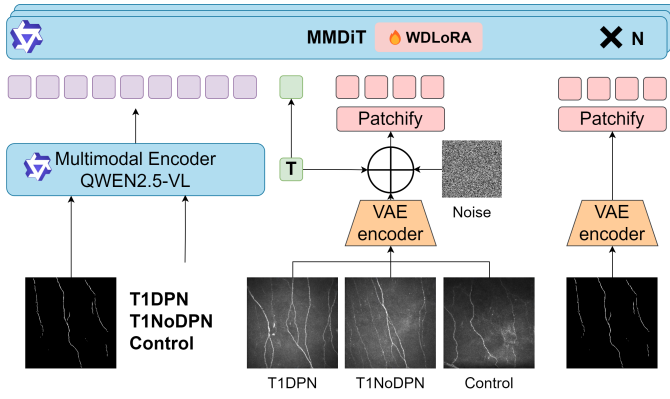 MMDiT
WDLoRA
N
Patchify
Patchify
Multimodal Encoder
QWEN2.5-VL
T
Noise
VAE
encoder
VAE
encoder
T1DPN
T1NoDPN
Control
T1DPN
T1NoDPN
Control